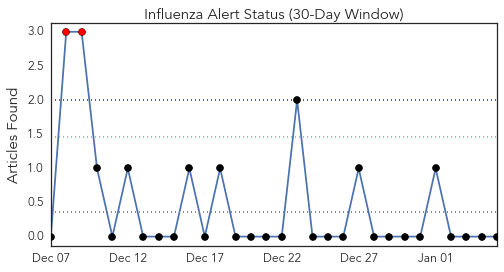 Influenza Alert Status (30-Day Window)
Articles Found
3.0
2.5
2.0
1.5
1.0
0.5
0.0
Dec 07 Dec 12 Dec 17 Dec 22 Dec 27 Jan 01